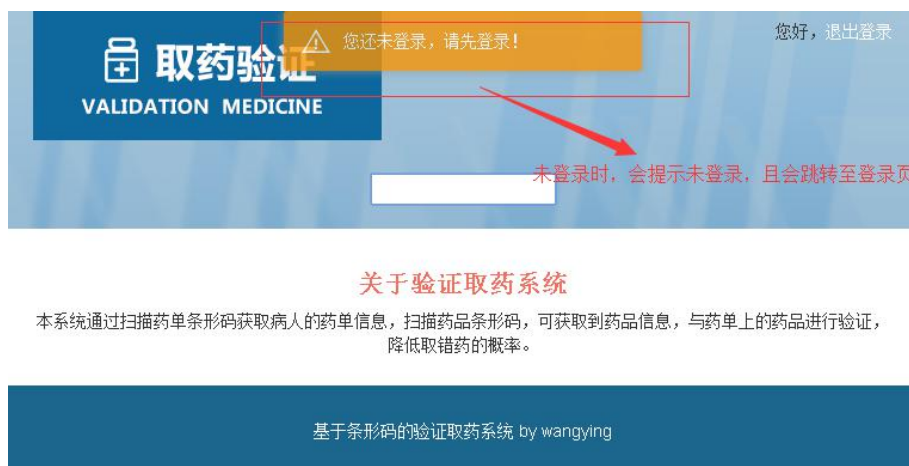 您还未登录，请先登录！
您好，退出登录
取药验证
VALIDATION MEDICINE
未登录时，会提示未登录，且会跳转至登录页
关于验证取药系统
本系统通过扫描药单条形码获取病人的药单信息，扫描药品条形码，可获取到药品信息，与药单上的药品进行验证，
降低取错药的概率。
基于条形码的验证取药系统 by wangying